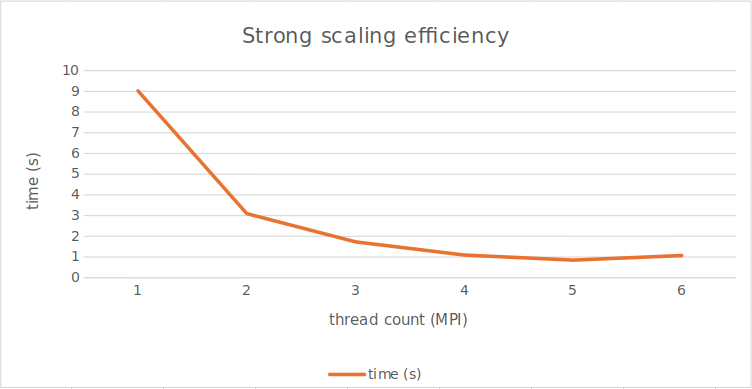 Strong scaling efficiency
10
9
8
7
6
5
4
3
2
1
0
time (s)
1 2 3 4 5 6
thread count (MPI)
time (s)